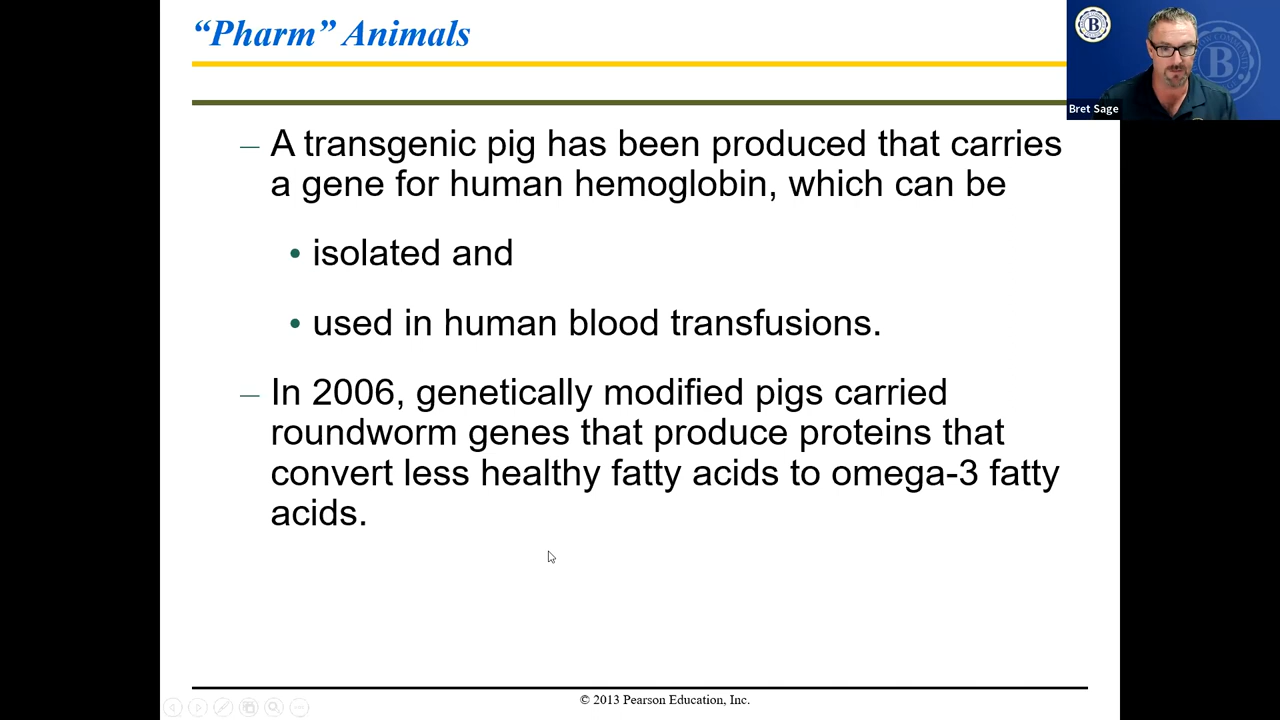 “Pharm” Animals
– A transgenic pig has been produced that carries
a gene for human hemoglobin, which can be
• isolated and
• used in human blood transfusions.
– In 2006, genetically modified pigs carried
roundworm genes that produce proteins that
convert less healthy fatty acids to omega-3 fatty
acids.
© 2013 Pearson Education, Inc.
B
B
Bret Sage